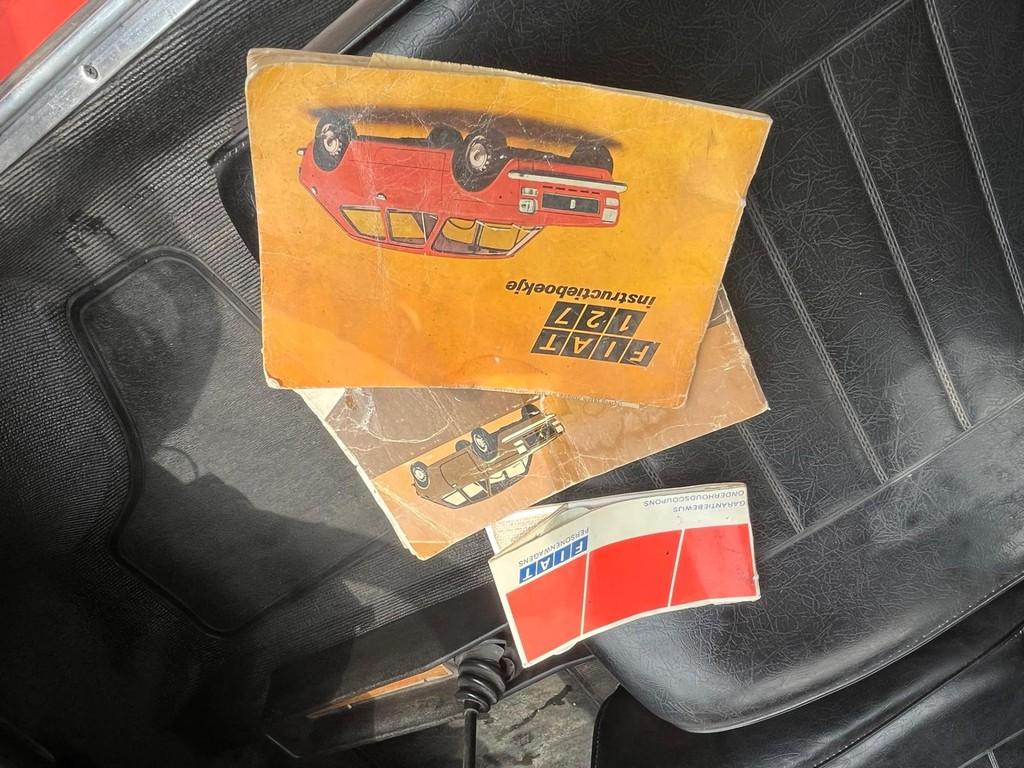 FIAT
127
instructieboekje
FIAT
PERSONENWAGENS
GARANTIEBEWIJS
ONDERHOUDSCOUPONS